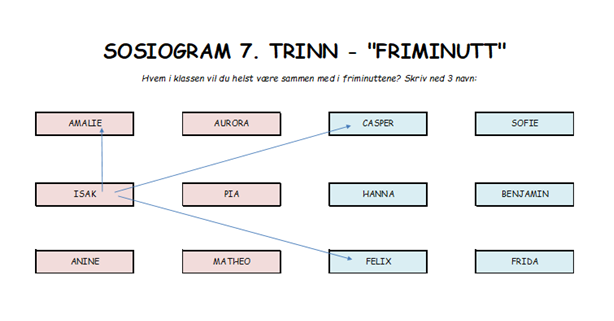 SOSIOGRAM 7. TRINN - "FRIMINUTT"
Hvem i klassen vil du helst være sammen med i friminuttene? Skriv ned 3 navn:
AMALIE AURORA CASPER SOFIE
ISAK PIA HANNA BENJAMIN
ANINE MATHEO FELIX FRIDA